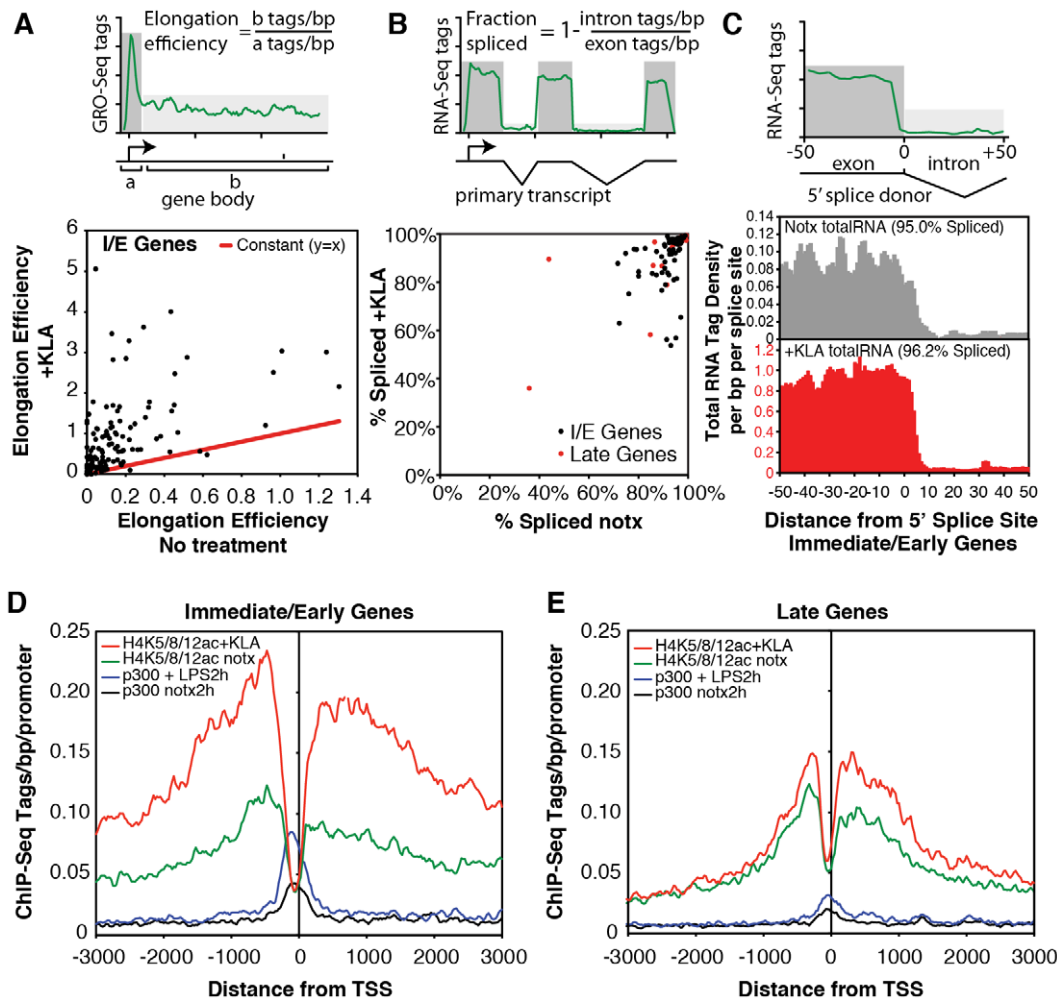 A
GRO-Seq tags
Elongation efficiency = b tags/bp / a tags/bp
a
b
gene body
Elongation Efficiency
+KLA
6
5
4
3
2
1
0
I/E Genes
Constant (y=x)
0 0.2 0.4 0.6 0.8 1.0 1.2 1.4
Elongation Efficiency
No treatment
B
RNA-Seq tags
Fraction spliced = 1- intron tags/bp / exon tags/bp
primary transcript
% Spliced +KLA
100%
80%
60%
40%
20%
0%
I/E Genes
Late Genes
0% 20% 40% 60% 80% 100%
% Spliced notx
C
RNA-Seq tags
-50 0 +50
exon intron
5' splice donor
Total RNA Tag Density
per bp per splice site
0.14
0.12
0.10
0.08
0.06
0.04
0.02
0
Notx totalRNA (95.0% Spliced)
1.2
1.0
0.8
0.6
0.4
0.2
0
+KLA totalRNA (96.2% Spliced)
-50 -40 -30 -20 -10 0 10 20 30 40 50
Distance from 5' Splice Site
Immediate/Early Genes
D
Immediate/Early Genes
ChIP-Seq Tags/bp/promoter
0.25
0.20
0.15
0.10
0.05
0
H4K5/8/12ac+KLA
H4K5/8/12ac notx
p300 + LPS2h
p300 notx2h
-3000 -2000 -1000 0 1000 2000 3000
Distance from TSS
E
Late Genes
ChIP-Seq Tags/bp/promoter
0.25
0.20
0.15
0.10
0.05
0
H4K5/8/12ac+KLA
H4K5/8/12ac notx
p300 + LPS2h
p300 notx2h
-3000 -2000 -1000 0 1000 2000 3000
Distance from TSS